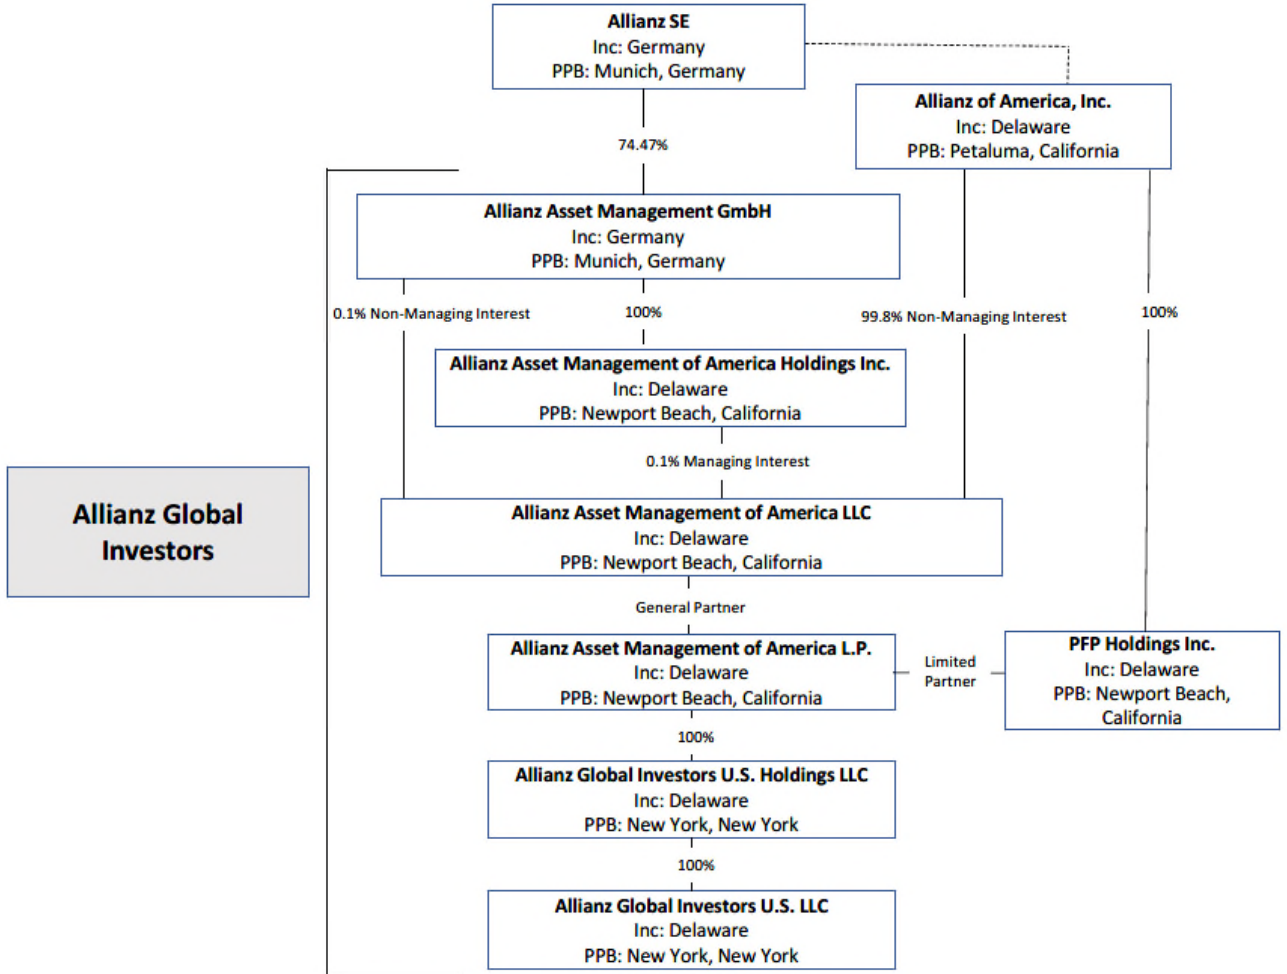 Allianz SE
Inc: Germany
PPB: Munich, Germany
Allianz of America, Inc.
Inc: Delaware
PPB: Petaluma, California
74.47%
Allianz Asset Management GmbH
Inc: Germany
PPB: Munich, Germany
0.1% Non-Managing Interest
100%
99.8% Non-Managing Interest
100%
Allianz Asset Management of America Holdings Inc.
Inc: Delaware
PPB: Newport Beach, California
0.1% Managing Interest
Allianz Global
Investors
Allianz Asset Management of America LLC
Inc: Delaware
PPB: Newport Beach, California
General Partner
Allianz Asset Management of America L.P.
Inc: Delaware
PPB: Newport Beach, California
Limited
Partner
PFP Holdings Inc.
Inc: Delaware
PPB: Newport Beach,
California
100%
Allianz Global Investors U.S. Holdings LLC
Inc: Delaware
PPB: New York, New York
100%
Allianz Global Investors U.S. LLC
Inc: Delaware
PPB: New York, New York